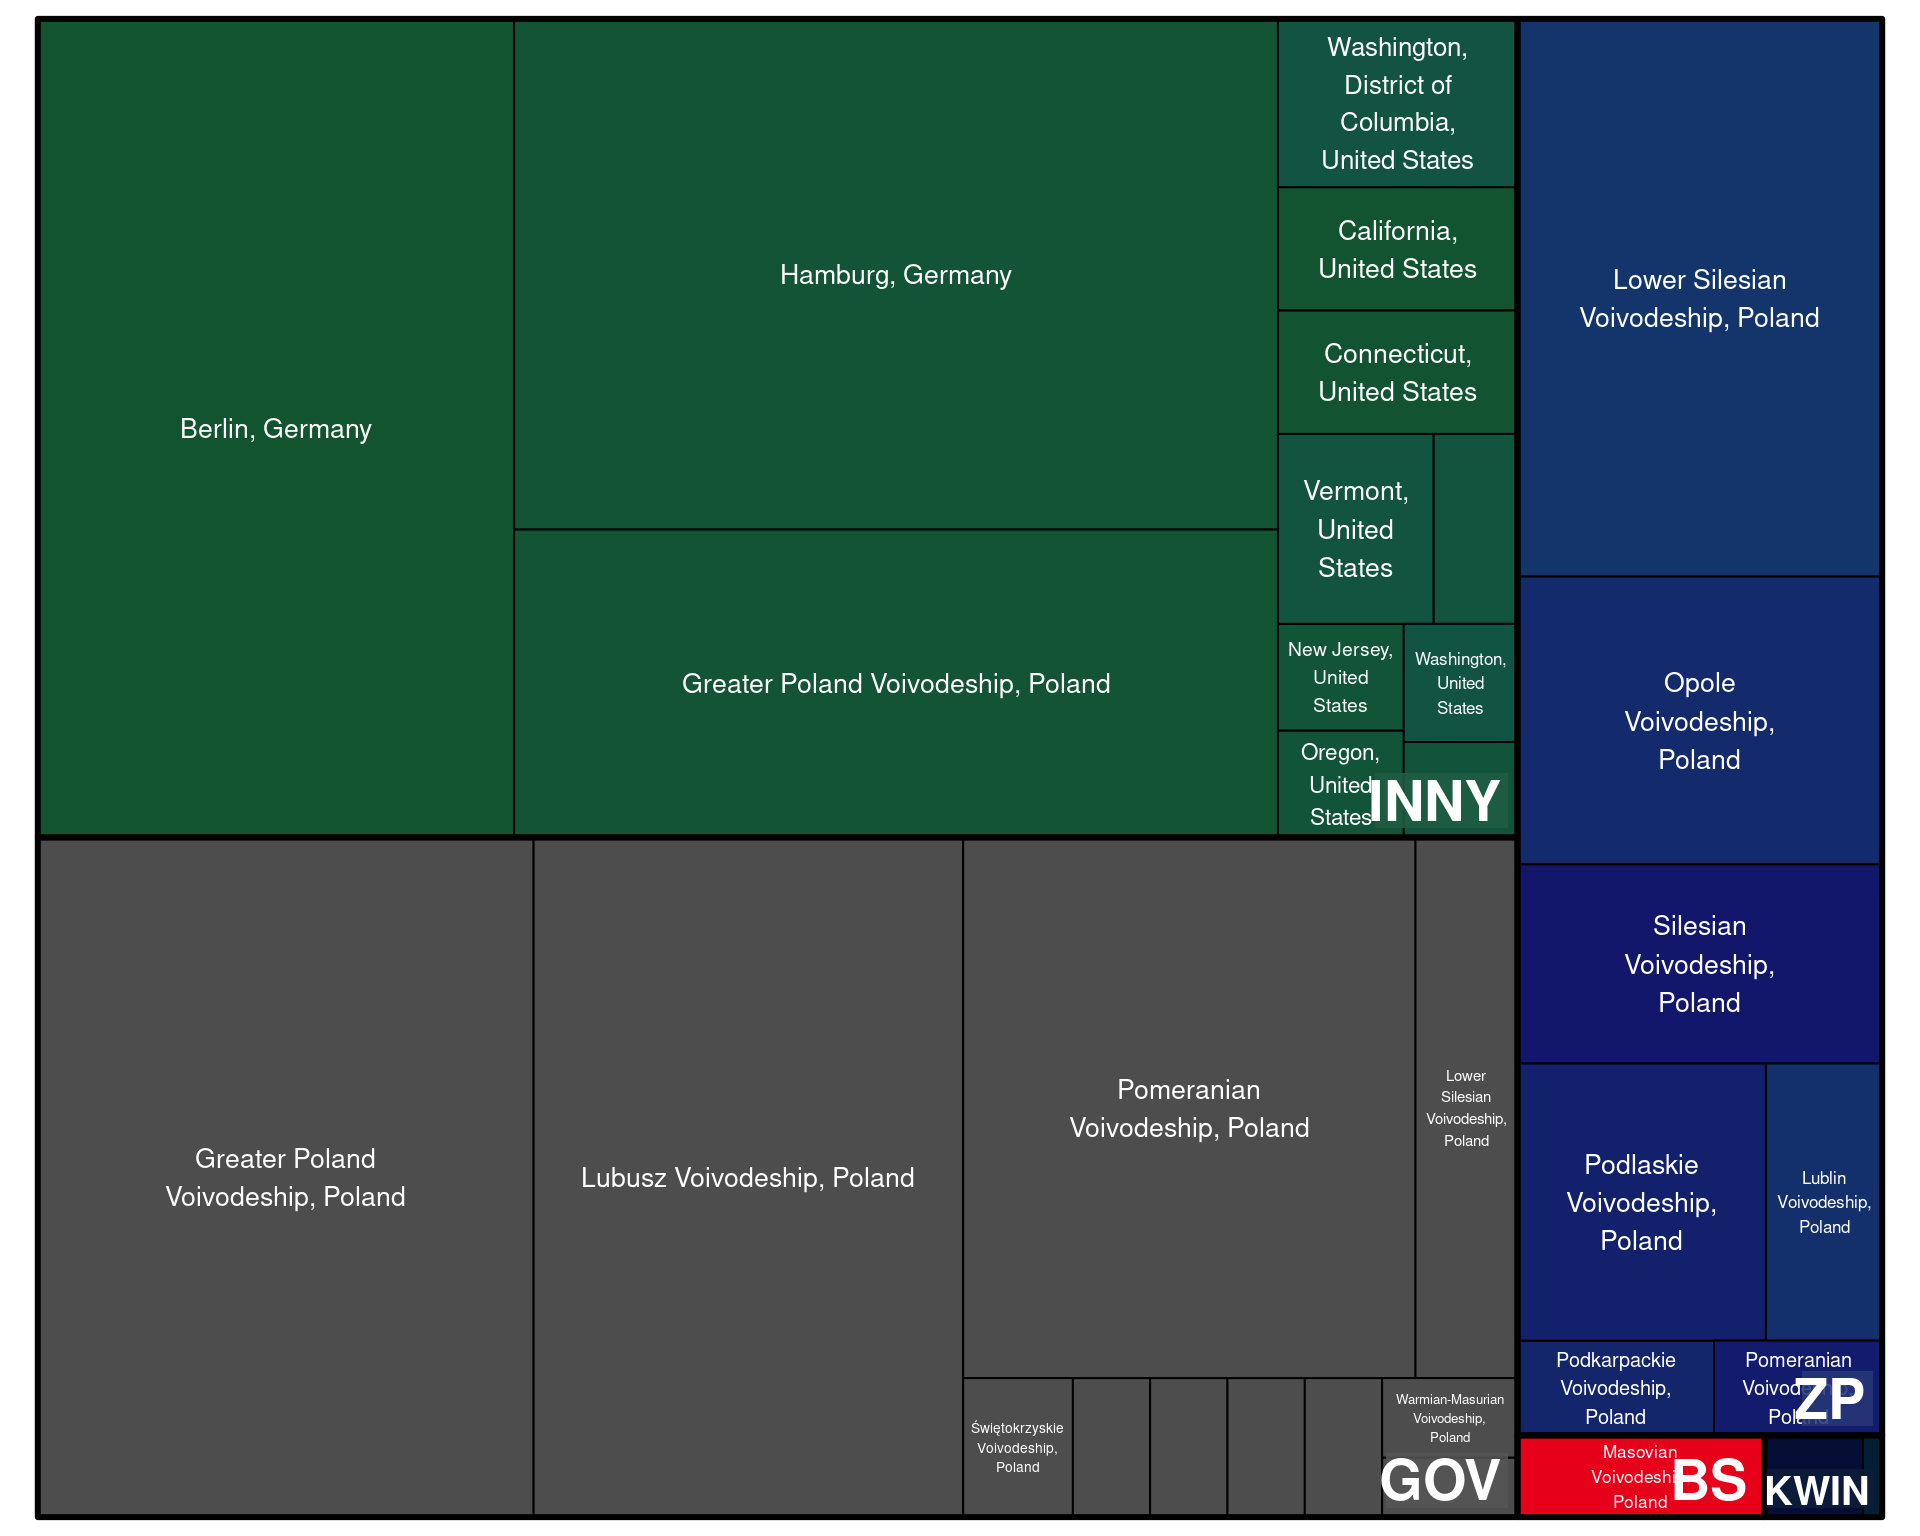 Berlin, Germany
Hamburg, Germany
Greater Poland Voivodeship, Poland
Washington,
District of
Columbia,
United States
California,
United States
Connecticut,
United States
Vermont,
United
States
New Jersey,
United
States
Washington,
United
States
Oregon,
United
States
INNY
Greater Poland
Voivodeship, Poland
Lubusz Voivodeship, Poland
Pomeranian
Voivodeship, Poland
Lower
Silesian
Voivodeship,
Poland
Świętokrzyskie
Voivodeship,
Poland
Warmian-Masurian
Voivodeship,
Poland
GOV
Lower Silesian
Voivodeship, Poland
Opole
Voivodeship,
Poland
Silesian
Voivodeship,
Poland
Podlaskie
Voivodeship,
Poland
Lublin
Voivodeship,
Poland
Podkarpackie
Voivodeship,
Poland
Pomeranian
Voivodeship,
Poland
ZP
Masovian
Voivodeship,
Poland
BS
KWIN